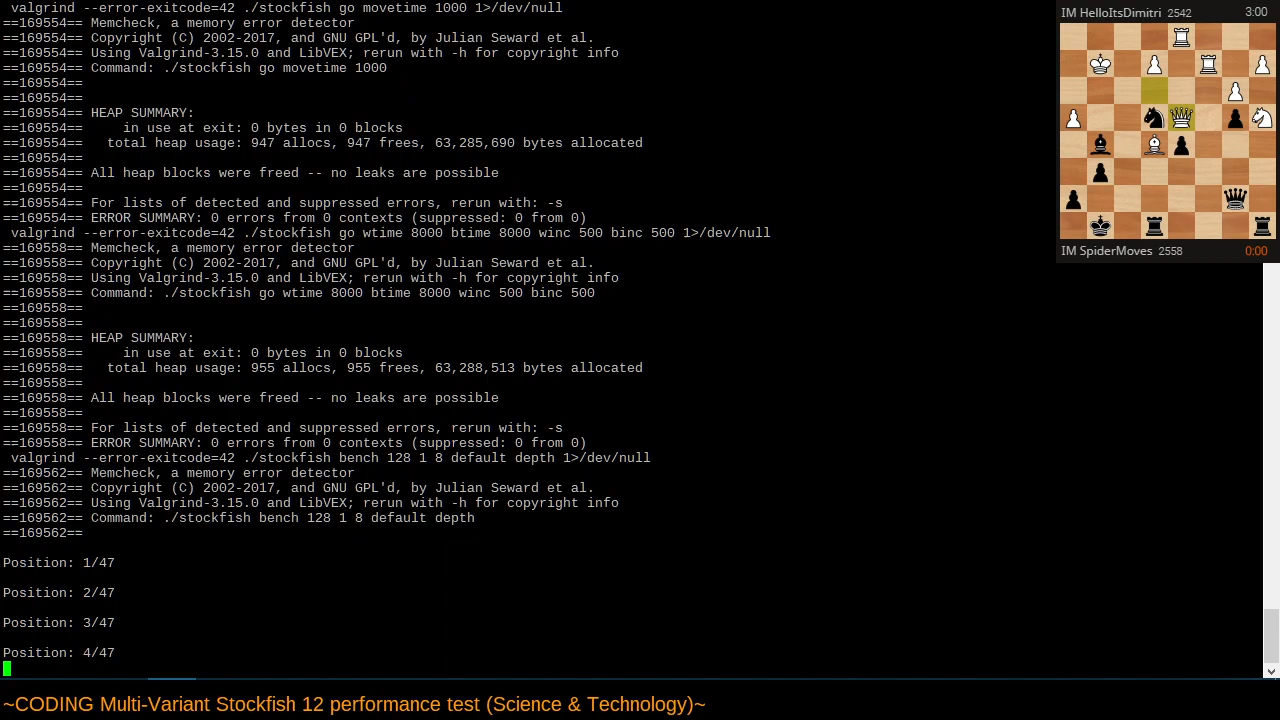 valgrind --error-exitcode=42 ./stockfish go movetime 1000 1>/dev/null
==169554== Memcheck, a memory error detector
==169554== Copyright (C) 2002-2017, and GNU GPL'd, by Julian Seward et al.
==169554== Using Valgrind-3.15.0 and LibVEX; rerun with -h for copyright info
==169554== Command: ./stockfish go movetime 1000
==169554==
==169554==
==169554== HEAP SUMMARY:
==169554==     in use at exit: 0 bytes in 0 blocks
==169554==   total heap usage: 947 allocs, 947 frees, 63,285,690 bytes allocated
==169554==
==169554== All heap blocks were freed -- no leaks are possible
==169554==
==169554== For lists of detected and suppressed errors, rerun with: -s
==169554== ERROR SUMMARY: 0 errors from 0 contexts (suppressed: 0 from 0)
valgrind --error-exitcode=42 ./stockfish go wtime 8000 btime 8000 winc 500 binc 500 1>/dev/null
==169558== Memcheck, a memory error detector
==169558== Copyright (C) 2002-2017, and GNU GPL'd, by Julian Seward et al.
==169558== Using Valgrind-3.15.0 and LibVEX; rerun with -h for copyright info
==169558== Command: ./stockfish go wtime 8000 btime 8000 winc 500 binc 500
==169558==
==169558==
==169558== HEAP SUMMARY:
==169558==     in use at exit: 0 bytes in 0 blocks
==169558==   total heap usage: 955 allocs, 955 frees, 63,288,513 bytes allocated
==169558==
==169558== All heap blocks were freed -- no leaks are possible
==169558==
==169558== For lists of detected and suppressed errors, rerun with: -s
==169558== ERROR SUMMARY: 0 errors from 0 contexts (suppressed: 0 from 0)
valgrind --error-exitcode=42 ./stockfish bench 128 1 8 default depth 1>/dev/null
==169562== Memcheck, a memory error detector
==169562== Copyright (C) 2002-2017, and GNU GPL'd, by Julian Seward et al.
==169562== Using Valgrind-3.15.0 and LibVEX; rerun with -h for copyright info
==169562== Command: ./stockfish bench 128 1 8 default depth
==169562==
Position: 1/47
Position: 2/47
Position: 3/47
Position: 4/47
IM HelloItsDimitri 2542 3:00
IM SpiderMoves 2558 0:00
~CODING Multi-Variant Stockfish 12 performance test (Science & Technology)~